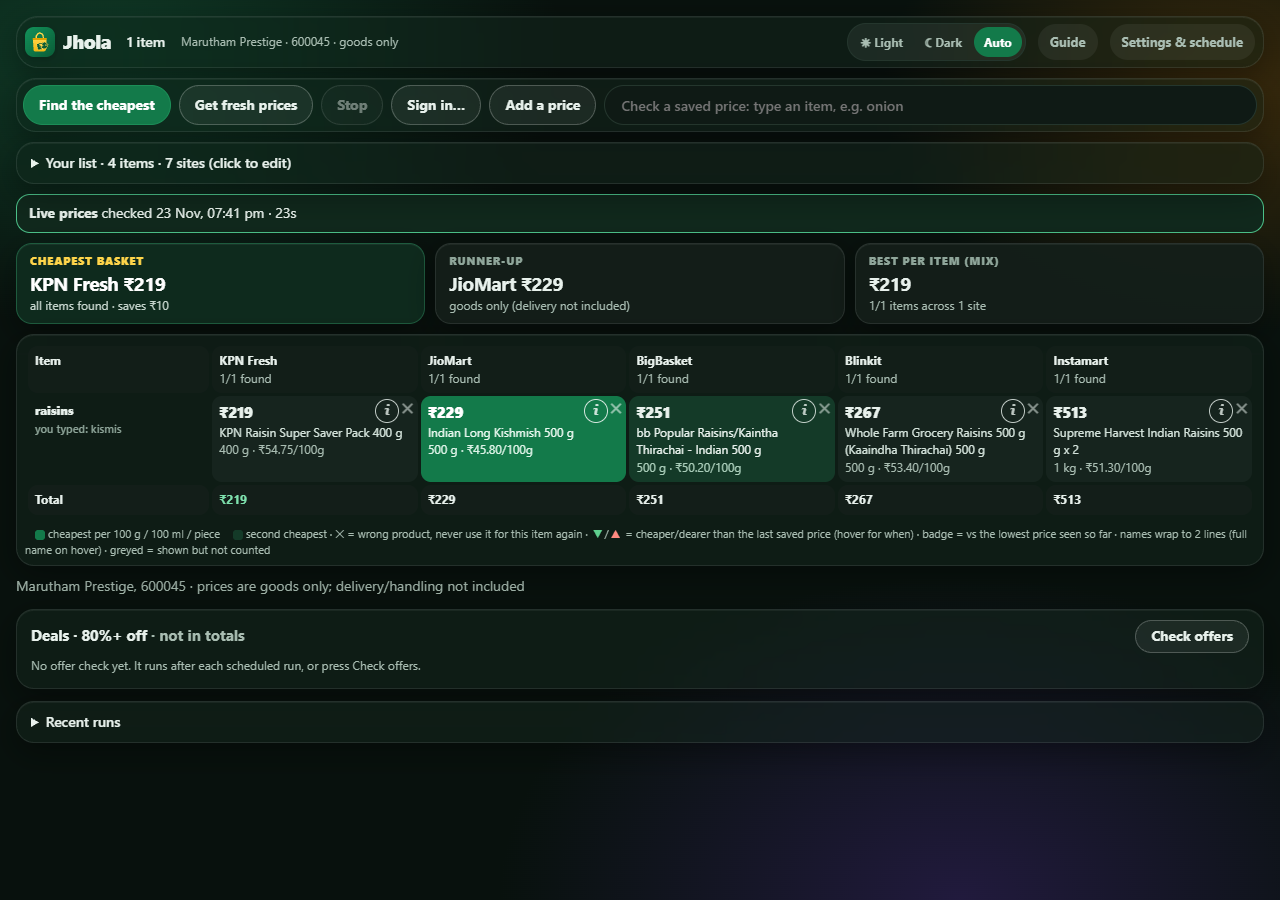 Jhola 1 item Marutham Prestige · 600045 · goods only ☀ Light ☾ Dark Auto Guide Settings & schedule
Find the cheapest Get fresh prices Stop Sign in... Add a price Check a saved price: type an item, e.g. onion
▶ Your list · 4 items · 7 sites (click to edit)
Live prices checked 23 Nov, 07:41 pm · 23s
CHEAPEST BASKET
KPN Fresh ₹219
all items found · saves ₹10
RUNNER-UP
JioMart ₹229
goods only (delivery not included)
BEST PER ITEM (MIX)
₹219
1/1 items across 1 site
Item
KPN Fresh
1/1 found
JioMart
1/1 found
BigBasket
1/1 found
Blinkit
1/1 found
Instamart
1/1 found
raisins
you typed: kismis
₹219 i ×
KPN Raisin Super Saver Pack 400 g
400 g · ₹54.75/100g
₹229 i ×
Indian Long Kishmish 500 g
500 g · ₹45.80/100g
₹251 i ×
bb Popular Raisins/Kaintha
Thirachai - Indian 500 g
500 g · ₹50.20/100g
₹267 i ×
Whole Farm Grocery Raisins 500 g
(Kaaindha Thirachai) 500 g
500 g · ₹53.40/100g
₹513 i ×
Supreme Harvest Indian Raisins 500
g x 2
1 kg · ₹51.30/100g
Total ₹219 ₹229 ₹251 ₹267 ₹513
cheapest per 100 g / 100 ml / piece second cheapest · × = wrong product, never use it for this item again · ▼/▲ = cheaper/dearer than the last saved price (hover for when) · badge = vs the lowest price seen so far · names wrap to 2 lines (full
name on hover) · greyed = shown but not counted
Marutham Prestige, 600045 · prices are goods only; delivery/handling not included
Deals · 80%+ off · not in totals Check offers
No offer check yet. It runs after each scheduled run, or press Check offers.
▶ Recent runs